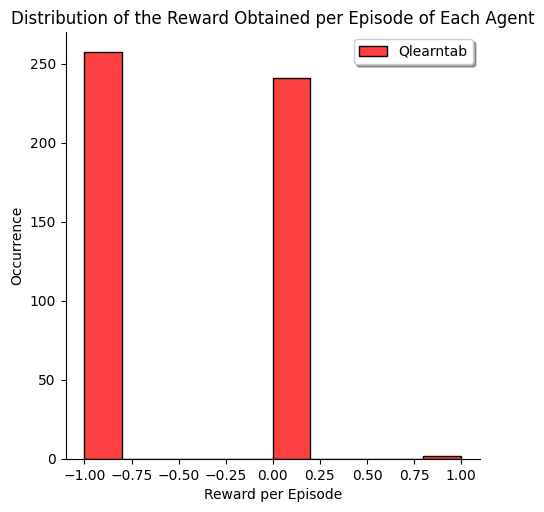 Distribution of the Reward Obtained per Episode of Each Agent
Qlearntab
250
200
150
100
50
0
Occurrence
−1.00 −0.75 −0.50 −0.25 0.00 0.25 0.50 0.75 1.00
Reward per Episode